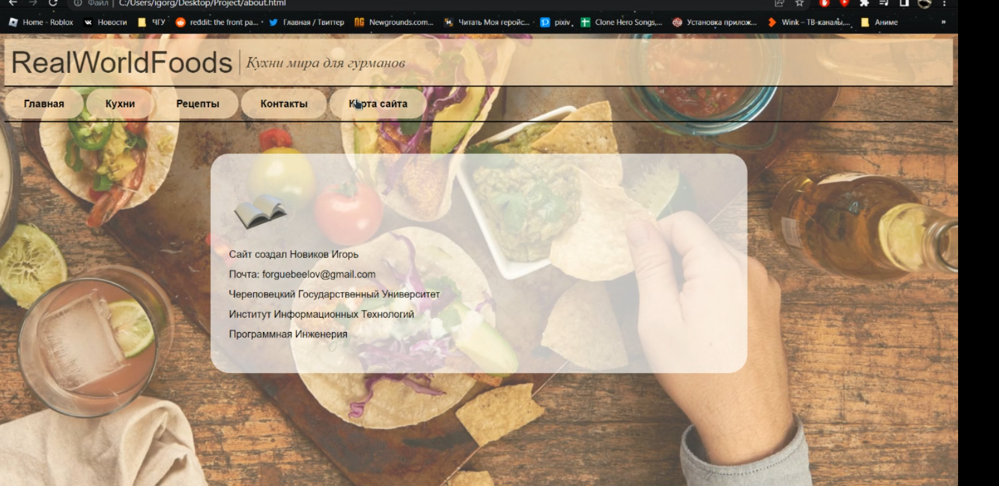 Файл | C:/Users/igorg/Desktop/Project/about.html
Home - Roblox Новости ЧГУ reddit: the front pa... Главная / Твиттер Newgrounds.com... Читать Моя геройс... pixiv Clone Hero Songs,... Установка прилож... Wink – ТВ-каналы,... Аниме »
RealWorldFoods Кухни мира для гурманов
Главная Кухни Рецепты Контакты Карта сайта
Сайт создал Новиков Игорь
Почта: forguebeelov@gmail.com
Череповецкий Государственный Университет
Институт Информационных Технологий
Программная Инженерия